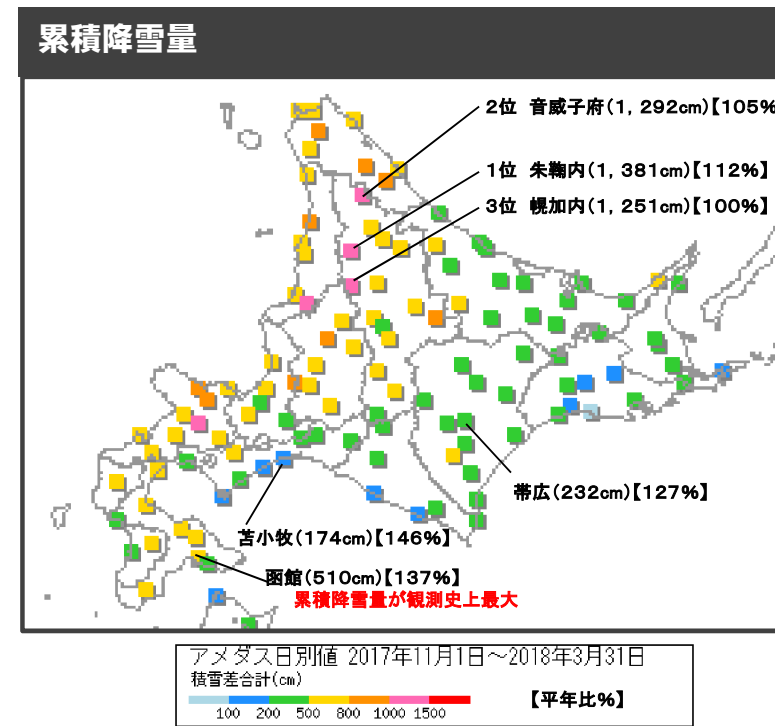 累積降雪量
2位 音威子府(1,292cm)【105%
1位 朱鞠内(1,381cm)【112%】
3位 幌加内(1,251cm)【100%】
帯広(232cm)【127%】
苫小牧(174cm)【146%】
函館(510cm)【137%】
累積降雪量が観測史上最大
アメダス日別値 2017年11月1日~2018年3月31日
積雪差合計(cm)
【平年比%】
100 200 500 800 1000 1500